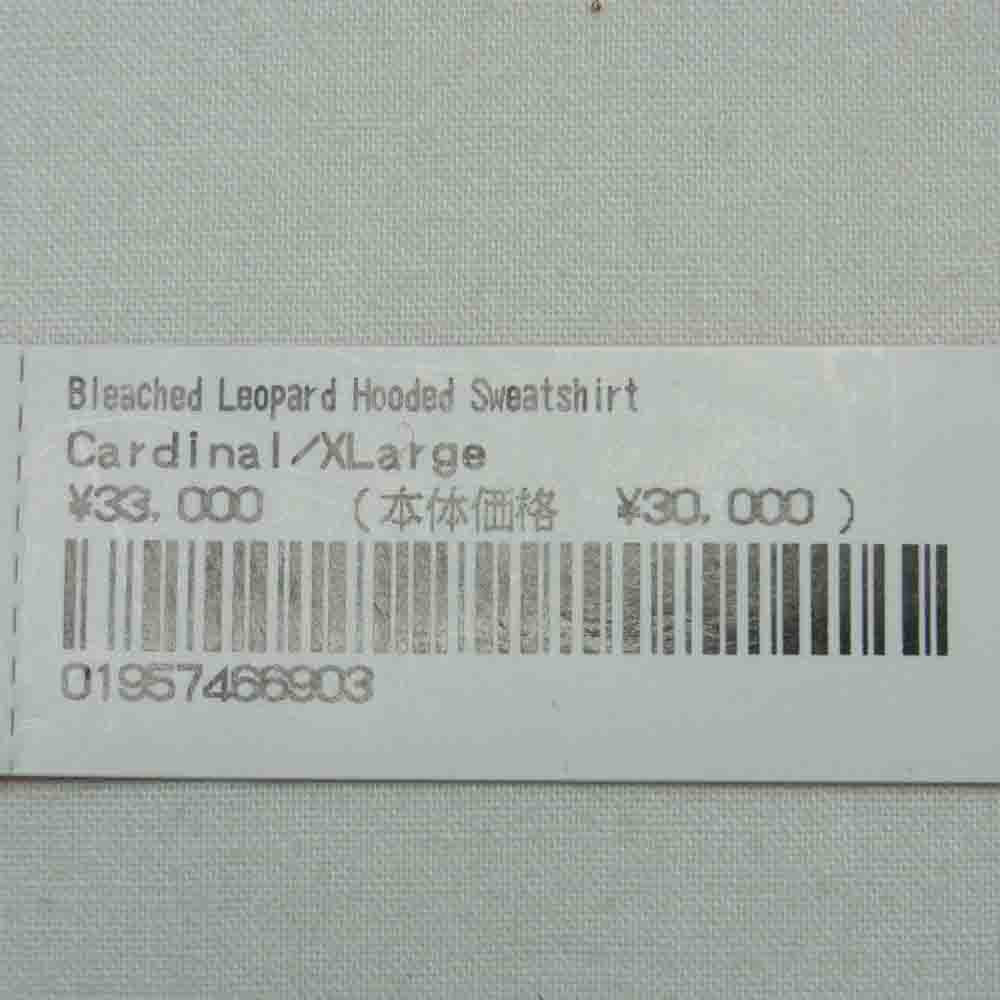 Bleached Leopard Hooded Sweatshirt
Cardinal/XLarge
¥33,000 (本体価格 ¥30,000)
01957466903